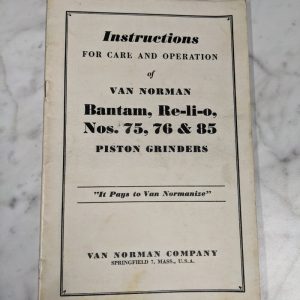 Instructions
FOR CARE AND OPERATION
of
VAN NORMAN
Bantam, Re-li-o,
Nos. 75, 76 & 85
PISTON GRINDERS
"It Pays to Van Normanize"
VAN NORMAN COMPANY
SPRINGFIELD 7, MASS., U.S.A.